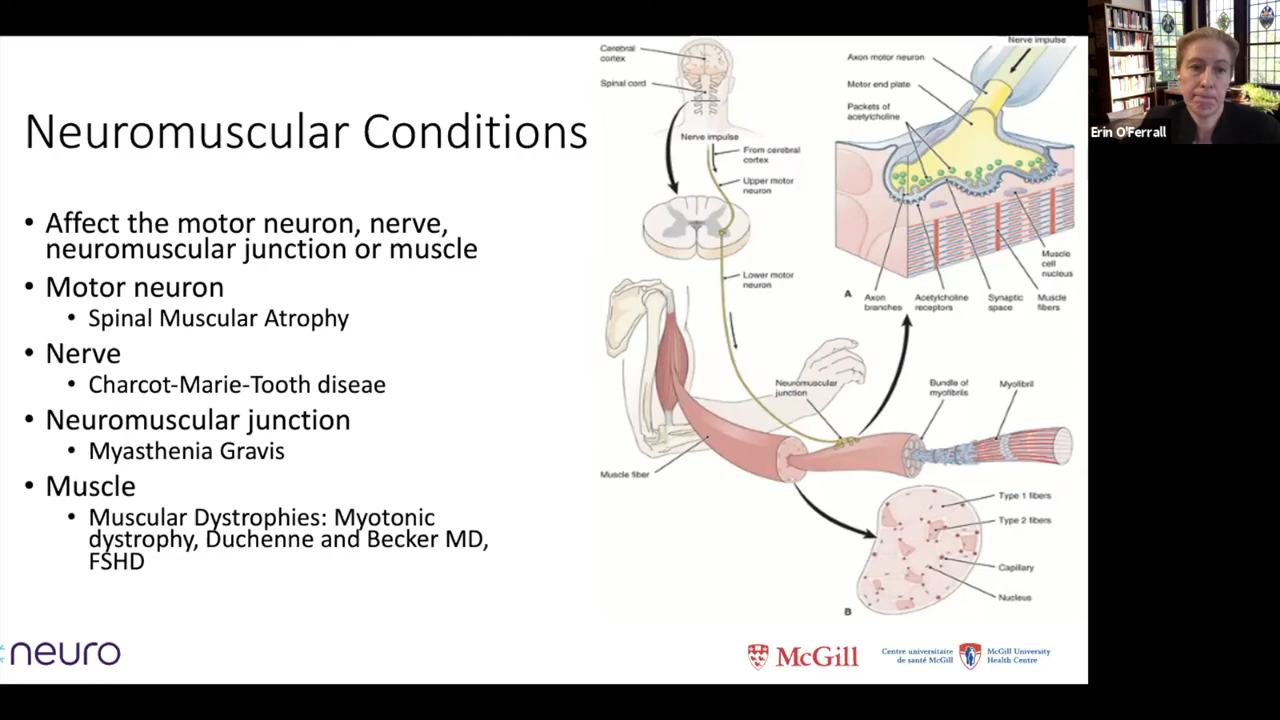 Neuromuscular Conditions
• Affect the motor neuron, nerve,
neuromuscular junction or muscle
• Motor neuron
• Spinal Muscular Atrophy
• Nerve
• Charcot-Marie-Tooth diseae
• Neuromuscular junction
• Myasthenia Gravis
• Muscle
• Muscular Dystrophies: Myotonic
dystrophy, Duchenne and Becker MD,
FSHD
Cerebral
cortex
Spinal cord
Nerve impulse
From cerebral
cortex
Upper motor
neuron
Lower motor
neuron
Neuromuscular
junction
Muscle fiber
Bundle of
myofibrils
Myofibril
Nerve impulse
Axon motor neuron
Motor end plate
Packets of
acetylcholine
Muscle
cell
nucleus
A
Axon
branches
Acetylcholine
receptors
Synaptic
space
Muscle
fibers
Type 1 fibers
Type 2 fibers
Capillary
Nucleus
B
neuro
McGill
Centre universitaire
de santé McGill
McGill University
Health Centre
Erin O'Ferrall